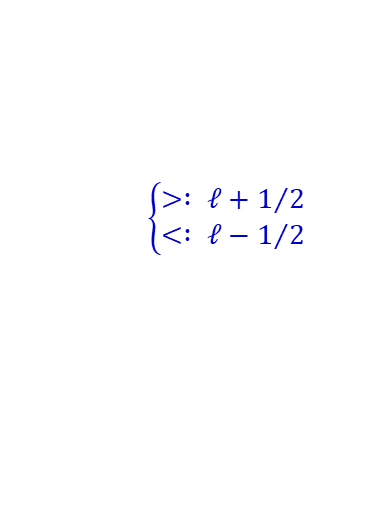 {>: ℓ + 1/2
<: ℓ − 1/2